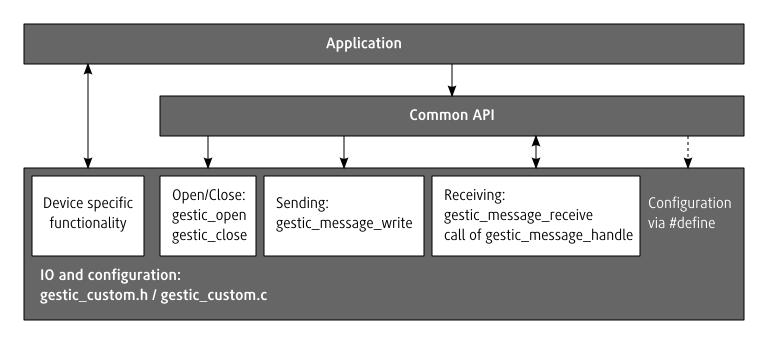 Application
Common API
Device specific
functionality
Open/Close:
gestic_open
gestic_close
Sending:
gestic_message_write
Receiving:
gestic_message_receive
call of gestic_message_handle
Configuration
via #define
IO and configuration:
gestic_custom.h / gestic_custom.c